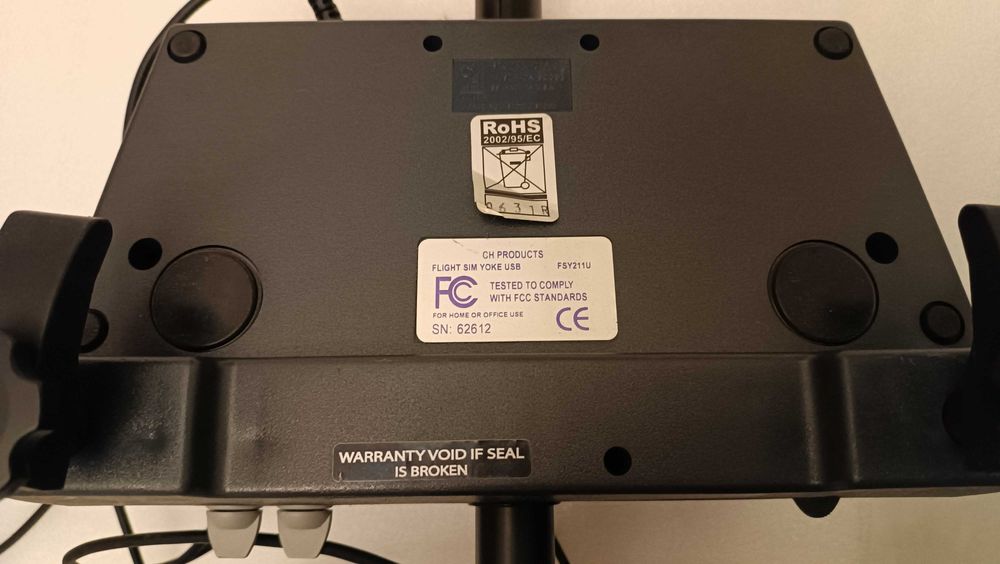 RoHS
2002/95/EC
0631R
CH PRODUCTS
FLIGHT SIM YOKE USB FSY211U
FC
TESTED TO COMPLY
WITH FCC STANDARDS
FOR HOME OR OFFICE USE
CE
SN: 62612
WARRANTY VOID IF SEAL
IS BROKEN